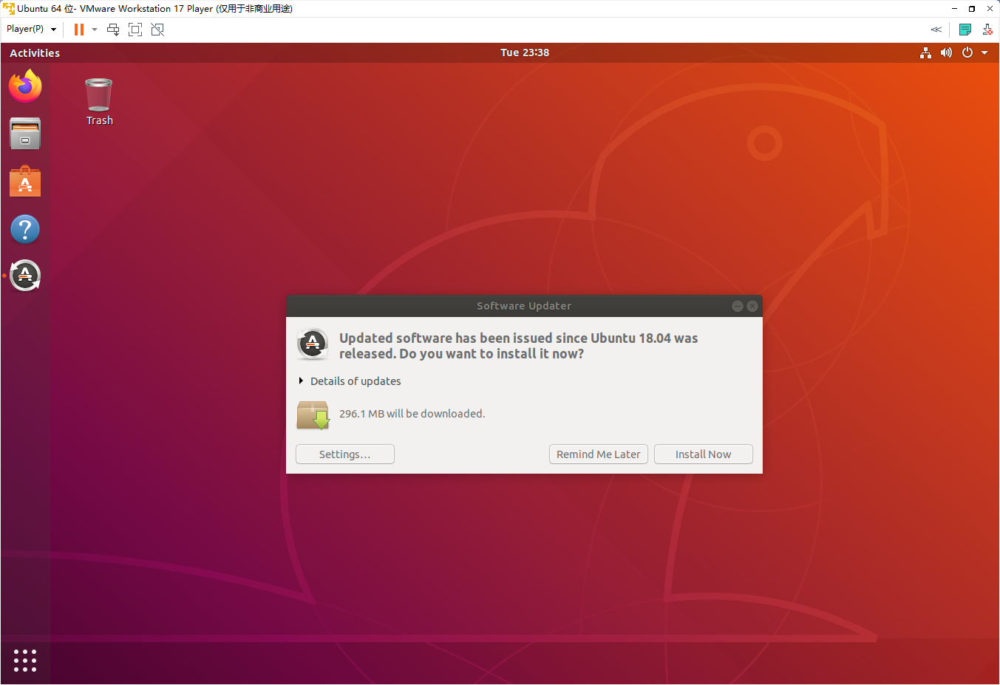 Ubuntu 64 位- VMware Workstation 17 Player (仅用于非商业用途)
Player(P)
Activities
Tue 23:38
Trash
Software Updater
Updated software has been issued since Ubuntu 18.04 was
released. Do you want to install it now?
Details of updates
296.1 MB will be downloaded.
Settings…
Remind Me Later
Install Now